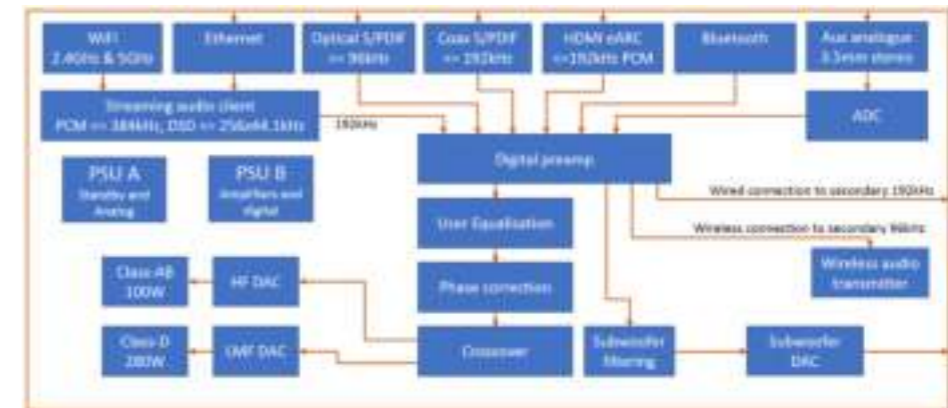 WiFi
2.4GHz & 5GHz
Ethernet
Optical S/PDIF
<= 96kHz
Coax S/PDIF
<= 192kHz
HDMI eARC
<=192kHz PCM
Bluetooth
Aux analogue
3.5mm stereo
Streaming audio client
PCM <= 384kHz, DSD <= 256x44.1kHz
192kHz
ADC
Digital preamp
PSU A
Standby and
Analog
PSU B
Amplifiers and
digital
Wired connection to secondary 192kHz
User Equalisation
Wireless connection to secondary 96kHz
Wireless audio
transmitter
Class-AB
100W
HF DAC
Phase correction
Class-D
280W
LMF DAC
Crossover
Subwoofer
filtering
Subwoofer
DAC